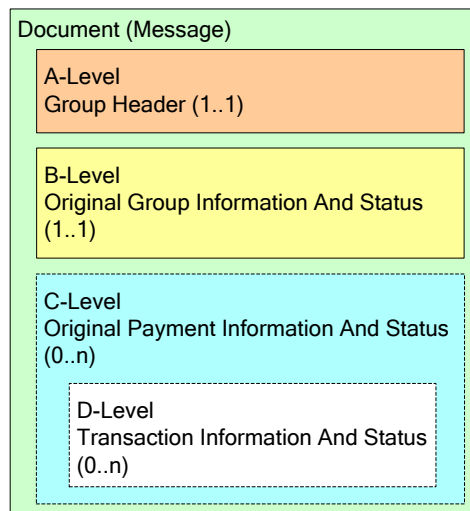 Document (Message)
A-Level
Group Header (1..1)
B-Level
Original Group Information And Status
(1..1)
C-Level
Original Payment Information And Status
(0..n)
D-Level
Transaction Information And Status
(0..n)